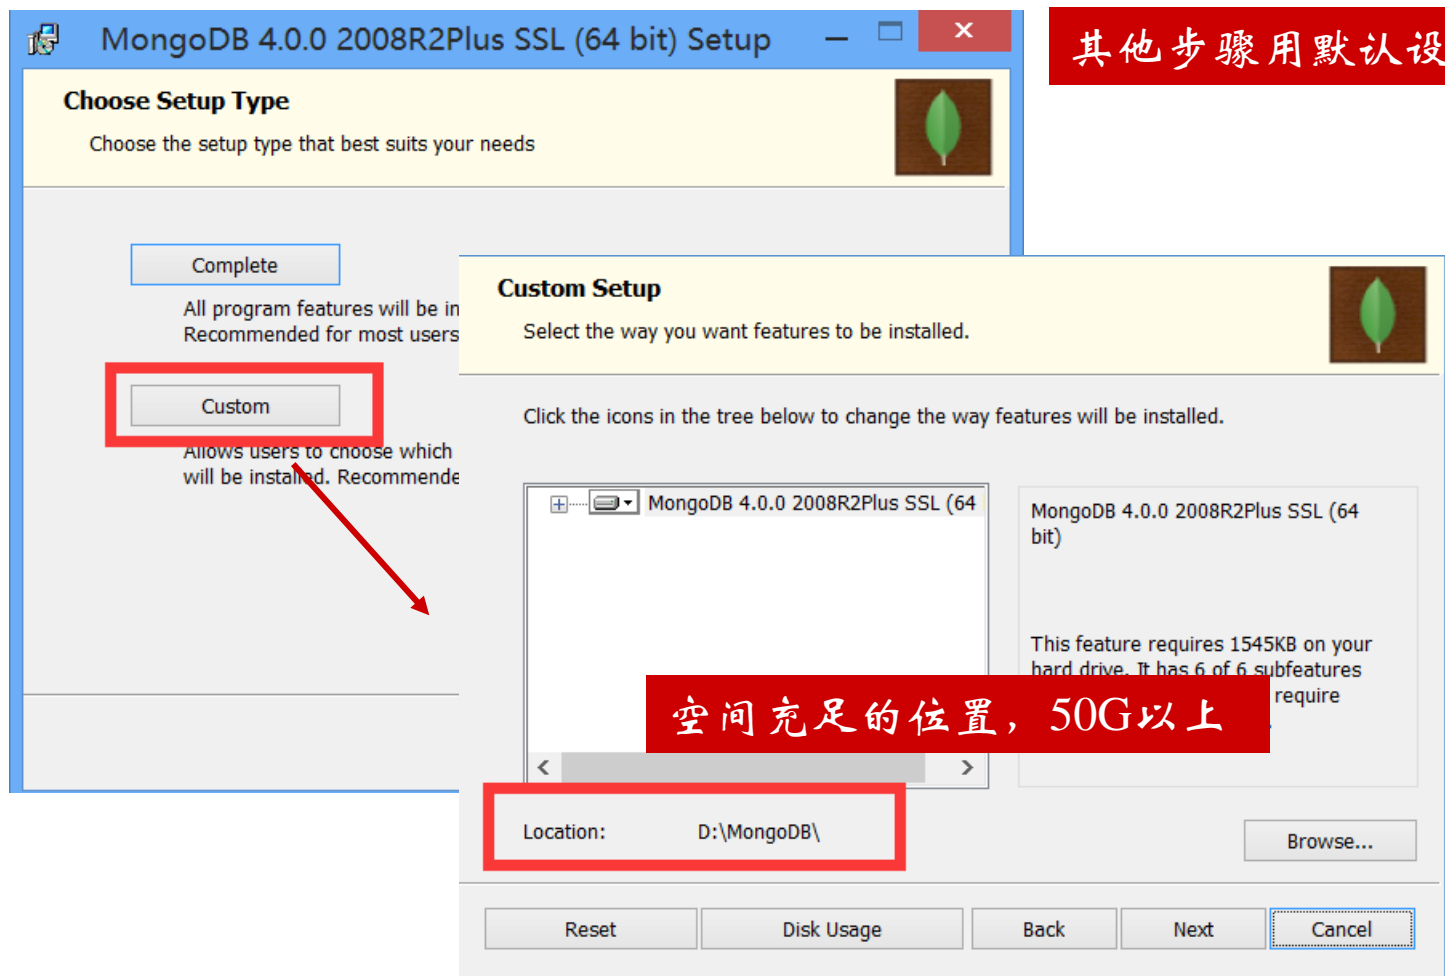 MongoDB 4.0.0 2008R2Plus SSL (64 bit) Setup
其他步骤用默认设
Choose Setup Type
Choose the setup type that best suits your needs
Complete
All program features will be in
Recommended for most users
Custom
Allows users to choose which
will be installed. Recommende
Custom Setup
Select the way you want features to be installed.
Click the icons in the tree below to change the way features will be installed.
MongoDB 4.0.0 2008R2Plus SSL (64
MongoDB 4.0.0 2008R2Plus SSL (64
bit)
This feature requires 1545KB on your
hard drive. It has 6 of 6 subfeatures
require
空间充足的位置，50G以上
Location: D:\MongoDB\
Browse...
Reset Disk Usage Back Next Cancel